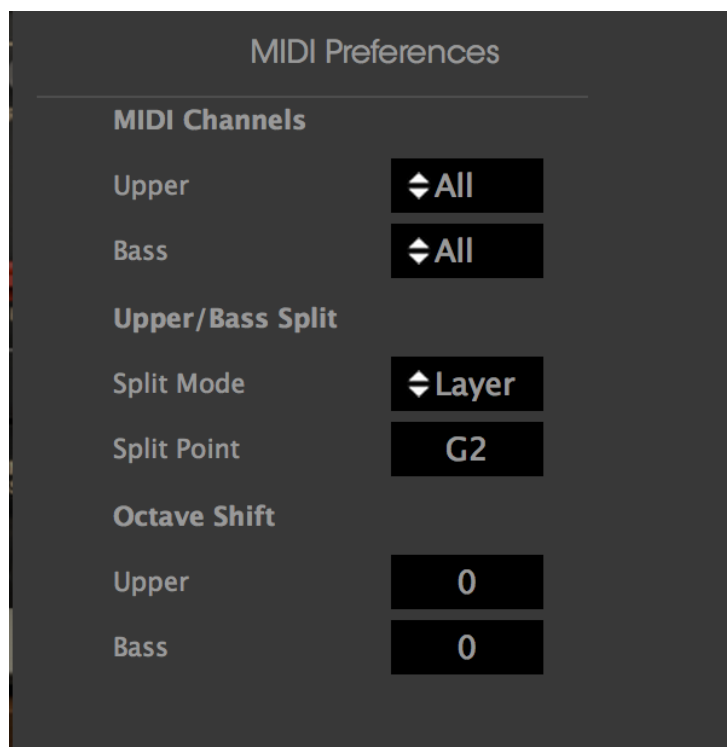 MIDI Preferences
MIDI Channels
Upper All
Bass All
Upper/Bass Split
Split Mode Layer
Split Point G2
Octave Shift
Upper 0
Bass 0